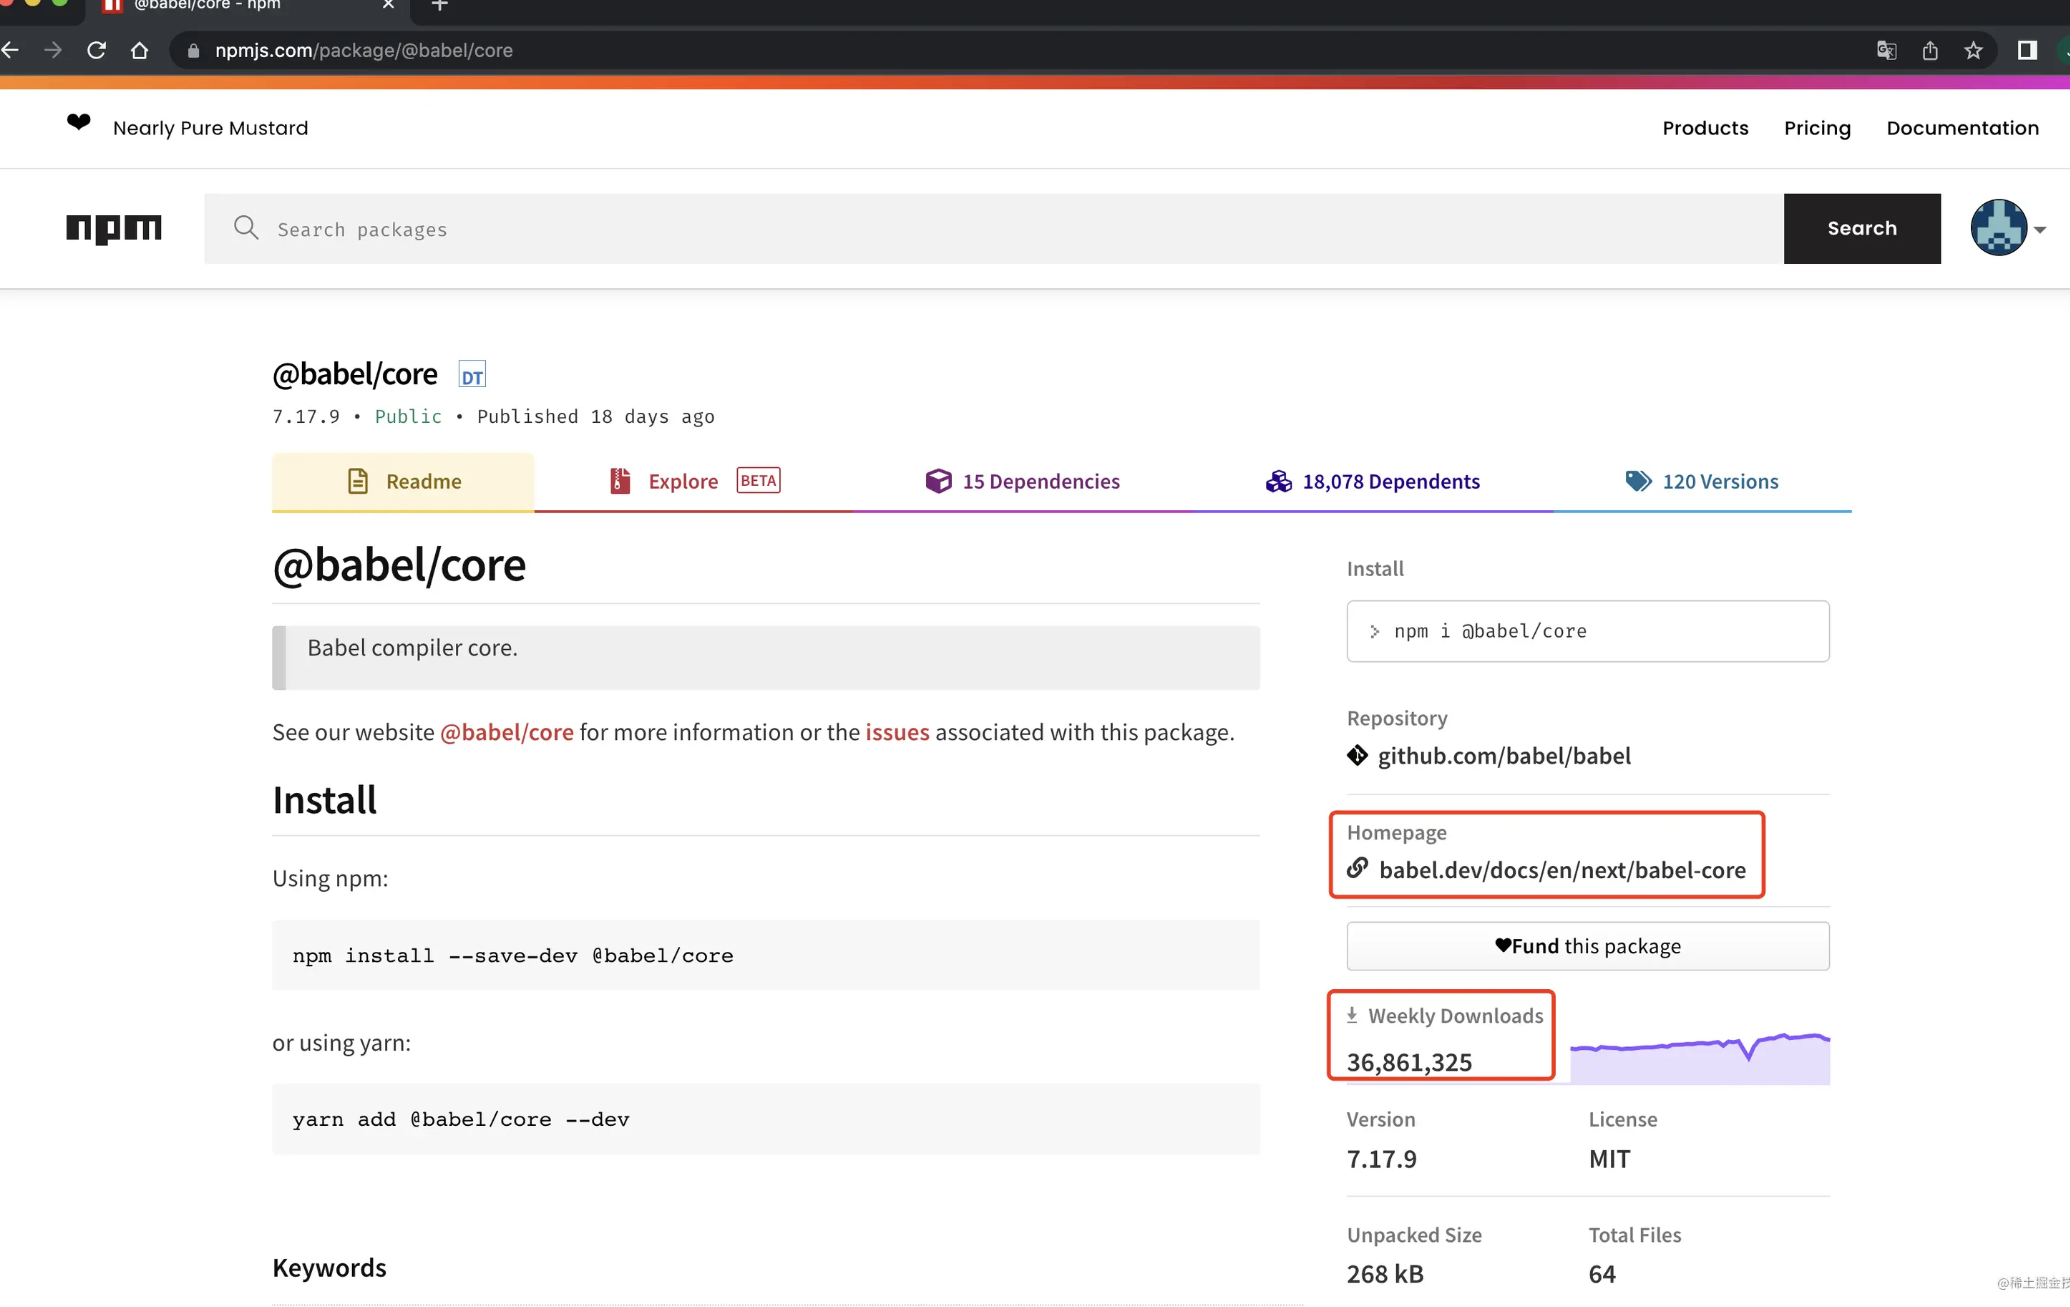 @babel/core - npm
npmjs.com/package/@babel/core
Nearly Pure Mustard
Products
Pricing
Documentation
npm
Search packages
Search
@babel/core
DT
7.17.9 • Public • Published 18 days ago
Readme
Explore BETA
15 Dependencies
18,078 Dependents
120 Versions
@babel/core
Babel compiler core.
See our website @babel/core for more information or the issues associated with this package.
Install
Using npm:
npm install --save-dev @babel/core
or using yarn:
yarn add @babel/core --dev
Keywords
Install
> npm i @babel/core
Repository
github.com/babel/babel
Homepage
babel.dev/docs/en/next/babel-core
❤Fund this package
Weekly Downloads
36,861,325
Version
License
7.17.9
MIT
Unpacked Size
Total Files
268 kB
64
@稀土掘金技